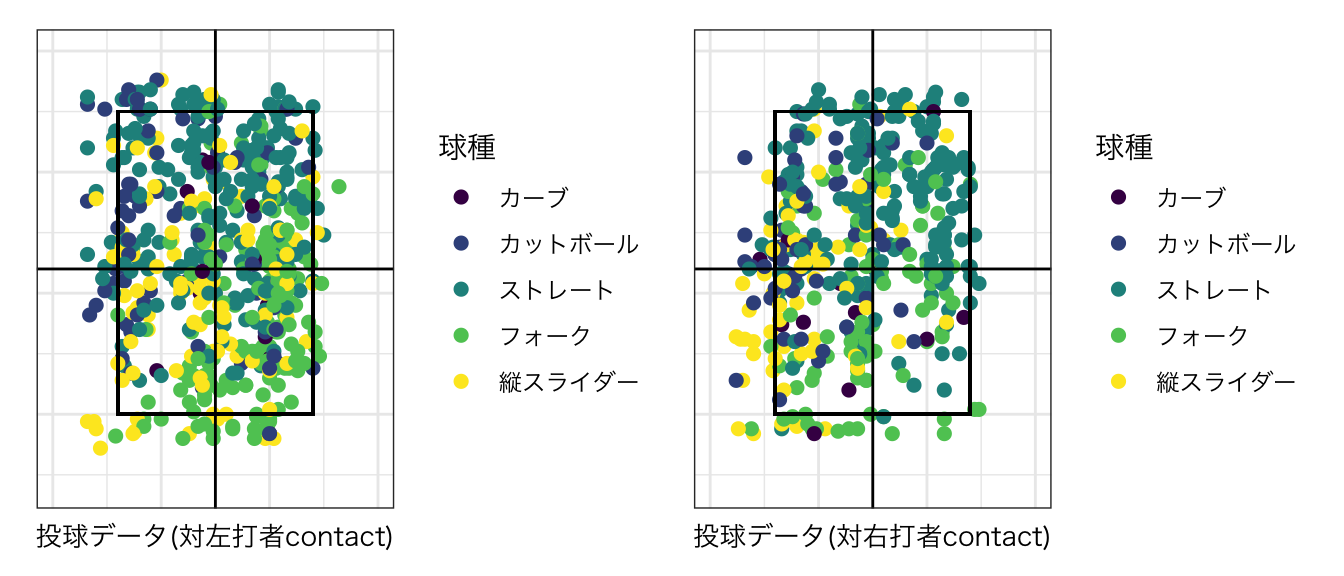 球種
カーブ
カットボール
ストレート
フォーク
縦スライダー
投球データ(対左打者contact)
球種
カーブ
カットボール
ストレート
フォーク
縦スライダー
投球データ(対右打者contact)